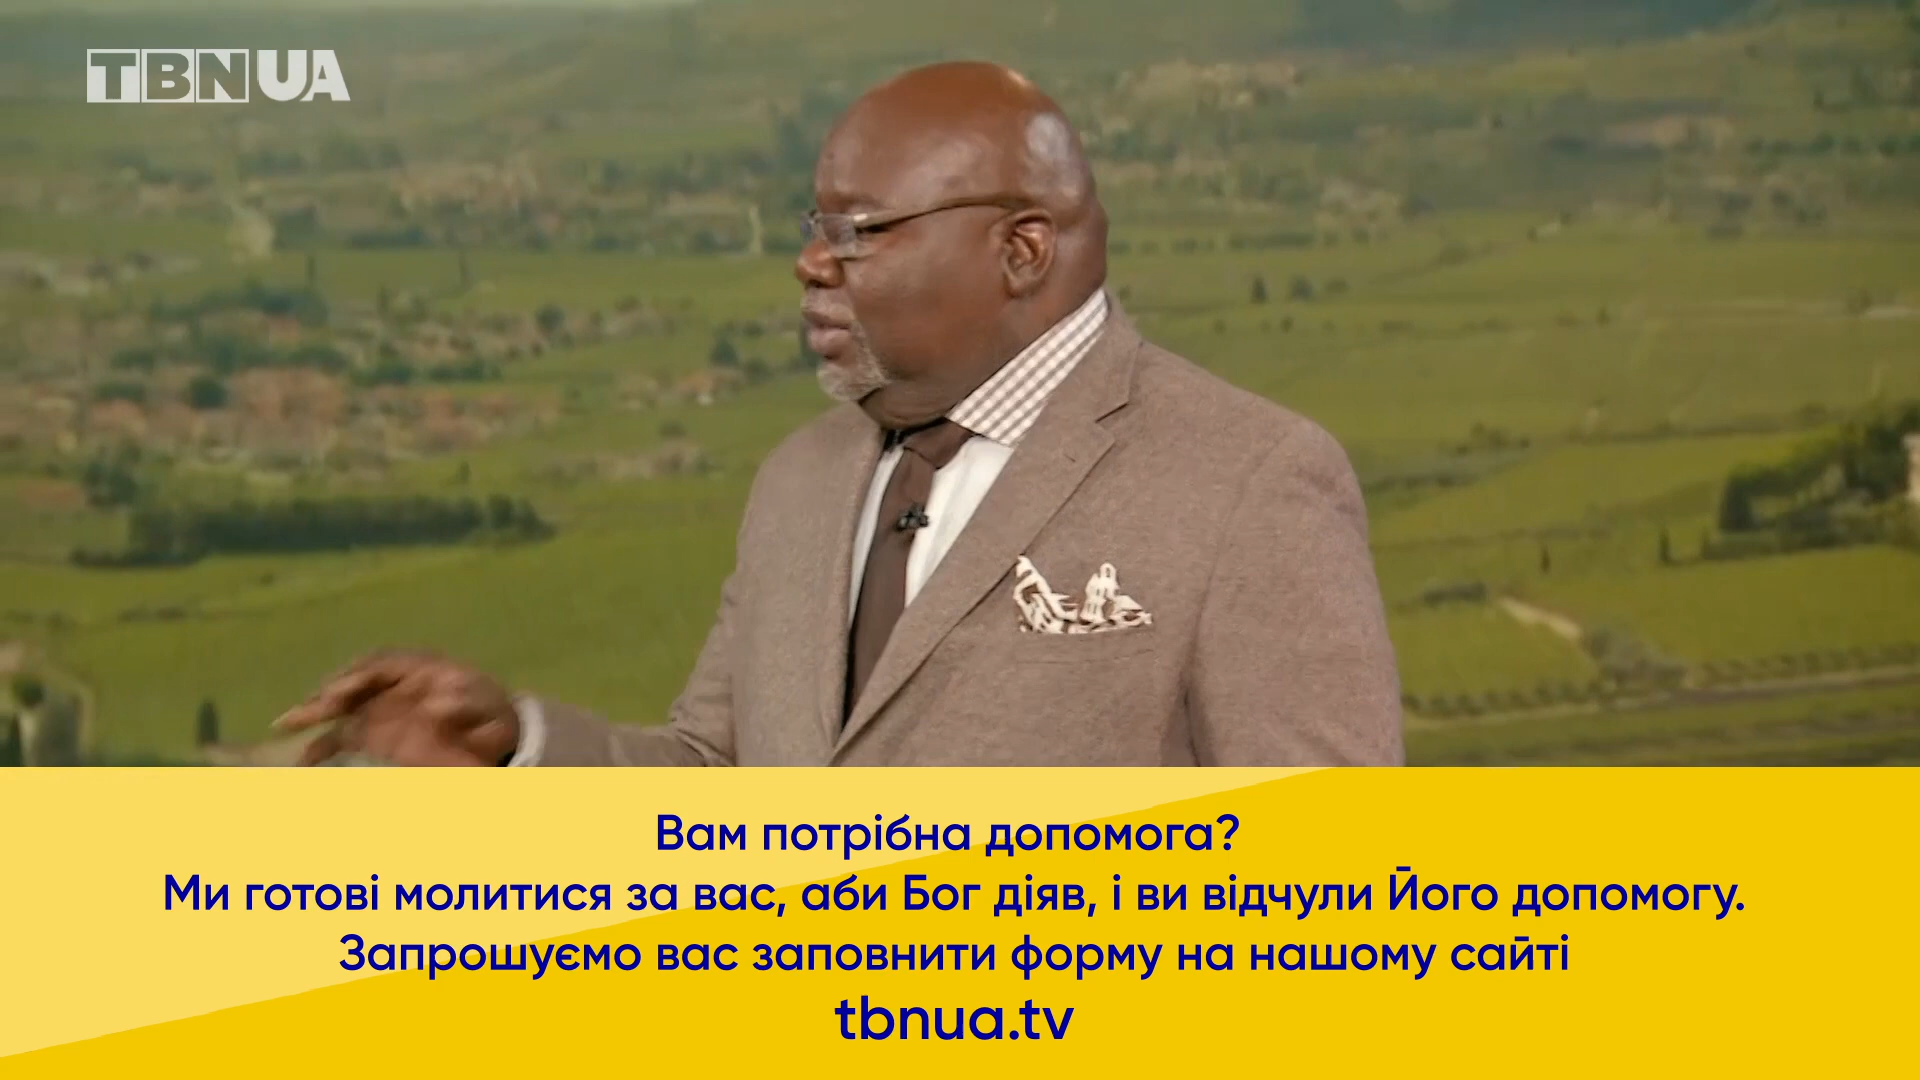 TBN UA
Вам потрібна допомога?
Ми готові молитися за вас, аби Бог діяв, і ви відчули Його допомогу.
Запрошуємо вас заповнити форму на нашому сайті
tbnua.tv